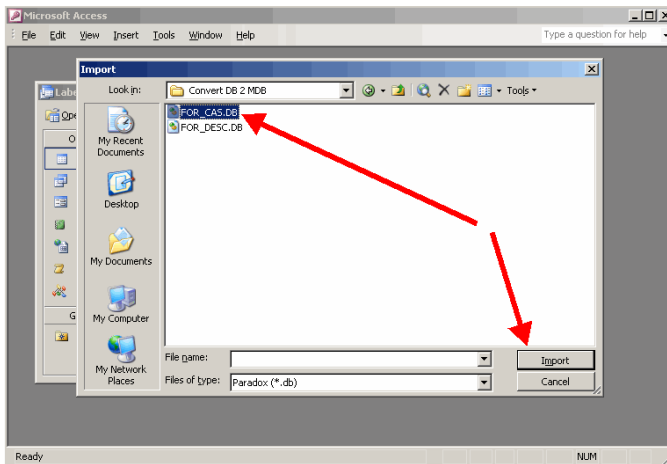 Microsoft Access
File Edit View Insert Tools Window Help Type a question for help
Import
Look in: Convert DB 2 MDB Tools
Labe
Ope
O
G
My Recent
Documents
Desktop
My Documents
My Computer
My Network
Places
FOR_CAS.DB
FOR_DESC.DB
File name: Import
Files of type: Paradox (*.db) Cancel
Ready NUM